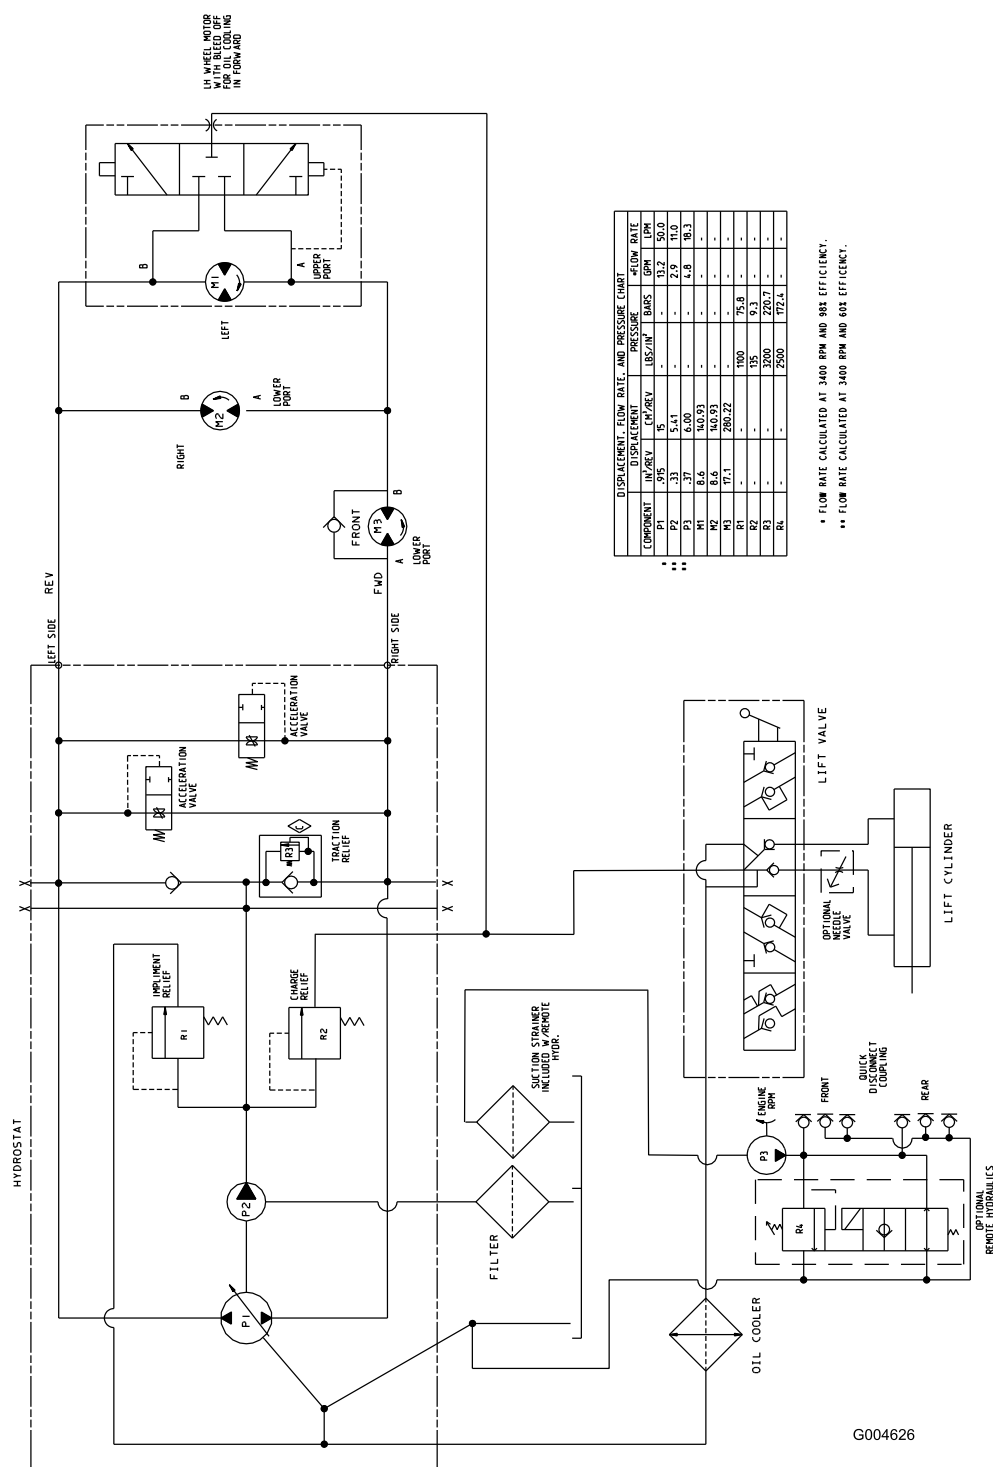 LH WHEEL MOTOR
WITH BLEED OFF
FOR OIL COOLING
IN FORWARD
B
A
UPPER
PORT
M1
LEFT
B
M2
A
LOWER
PORT
RIGHT
FRONT
M3
B
A
LOWER
PORT
REV
FWD
LEFT SIDE
RIGHT SIDE
ACCELERATION
VALVE
ACCELERATION
VALVE
R3
C
TRACTION
RELIEF
X
X
X
X
IMPLIMENT
RELIEF
R1
CHARGE
RELIEF
R2
HYDROSTAT
P2
P1
FILTER
SUCTION STRAINER
INCLUDED W/REMOTE
HYDR.
OIL COOLER
DISPLACEMENT, FLOW RATE, AND PRESSURE CHART
DISPLACEMENT PRESSURE *FLOW RATE
COMPONENT IN³/REV CM³/REV LBS/IN² BARS GPM LPM
* P1 .915 15 - - 13.2 50.0
** P2 .33 5.41 - - 2.9 11.0
** P3 .37 6.00 - - 4.8 18.3
M1 8.6 140.93 - - - -
M2 8.6 140.93 - - - -
M3 17.1 280.22 - - - -
R1 - - 1100 75.8 - -
R2 - - 135 9.3 - -
R3 - - 3200 220.7 - -
R4 - - 2500 172.4 - -
* FLOW RATE CALCULATED AT 3400 RPM AND 98% EFFICIENCY.
** FLOW RATE CALCULATED AT 3400 RPM AND 60% EFFICENCY.
LIFT VALVE
OPTIONAL
NEEDLE
VALVE
LIFT CYLINDER
ENGINE
RPM
P3
FRONT
QUICK
DISCONNECT
COUPLING
REAR
R4
OPTIONAL
REMOTE HYDRAULICS
G004626